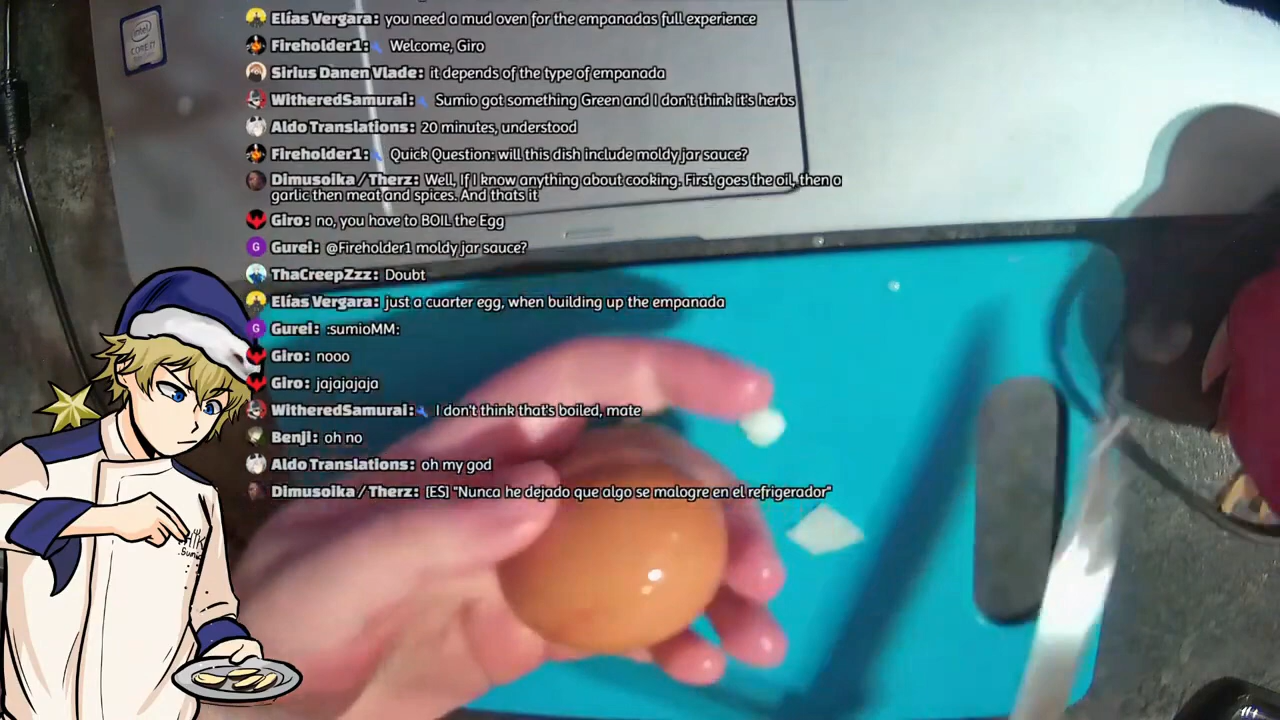 Elías Vergara: you need a mud oven for the empanadas full experience
intel
CORE i7
Fireholder1: Welcome, Giro
Sirius Danen Vlade: it depends of the type of empanada
WitheredSamurai: Sumio got something Green and I don't think it's herbs
Aldo Translations: 20 minutes, understood
Fireholder1: Quick Question: will this dish include moldy jar sauce?
Dimusoika / Therz: Well, If I know anything about cooking. First goes the oil, then a
garlic then meat and spices. And thats it
Giro: no, you have to BOIL the Egg
G Gurei: @Fireholder1 moldy jar sauce?
ThaCreepZzz: Doubt
Elías Vergara: just a cuarter egg, when building up the empanada
G Gurei: :sumioMM:
Giro: nooo
Giro: jajajajaja
WitheredSamurai: I don't think that's boiled, mate
Benji: oh no
Aldo Translations: oh my god
Dimusoika / Therz: [ES] "Nunca he dejado que algo se malogre en el refrigerador"